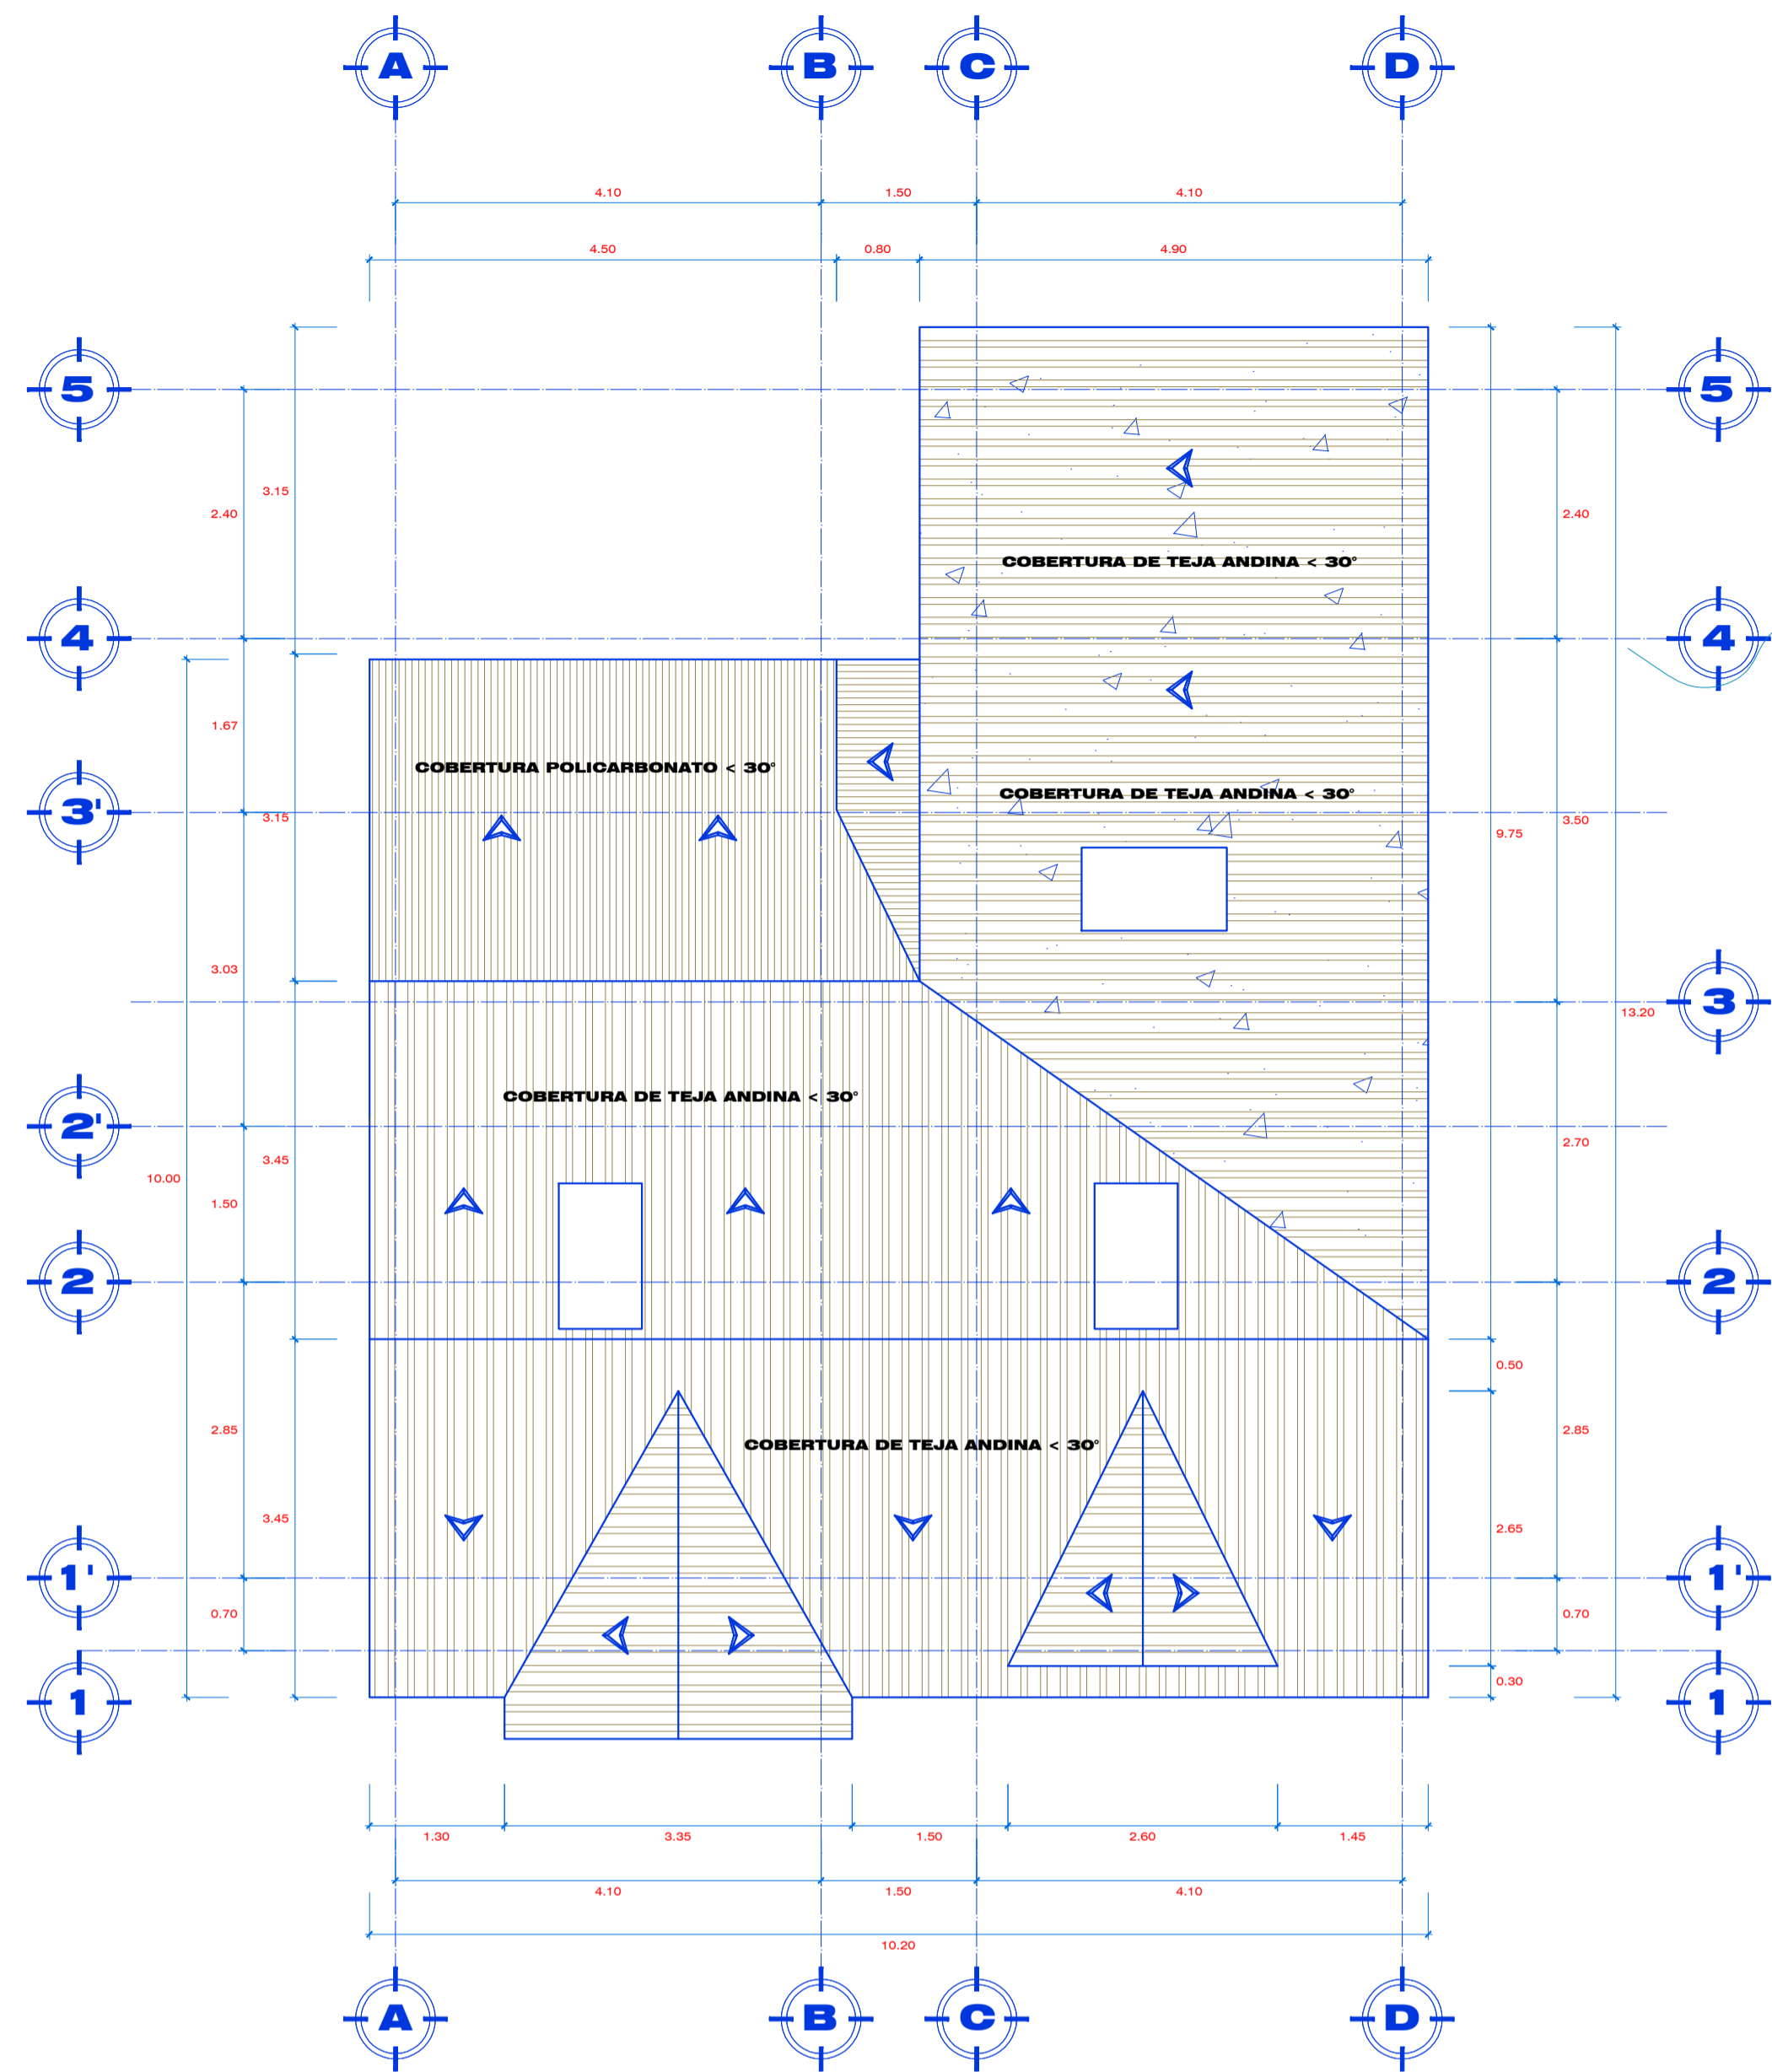 A B C D
4.10 1.50 4.10
4.50 0.80 4.90
5 5
3.15
2.40 2.40
COBERTURA DE TEJA ANDINA < 30°
4 4
1.67
COBERTURA POLICARBONATO < 30°
COBERTURA DE TEJA ANDINA < 30°
3'
3.15 3.50
9.75
3.03
3
13.20
COBERTURA DE TEJA ANDINA < 30°
2'
3.45 2.70
10.00
1.50
2 2
0.50
2.85 2.85
COBERTURA DE TEJA ANDINA < 30°
3.45 2.65
1' 1'
0.70 0.70
0.30
1 1
1.30 3.35 1.50 2.60 1.45
4.10 1.50 4.10
10.20
A B C D